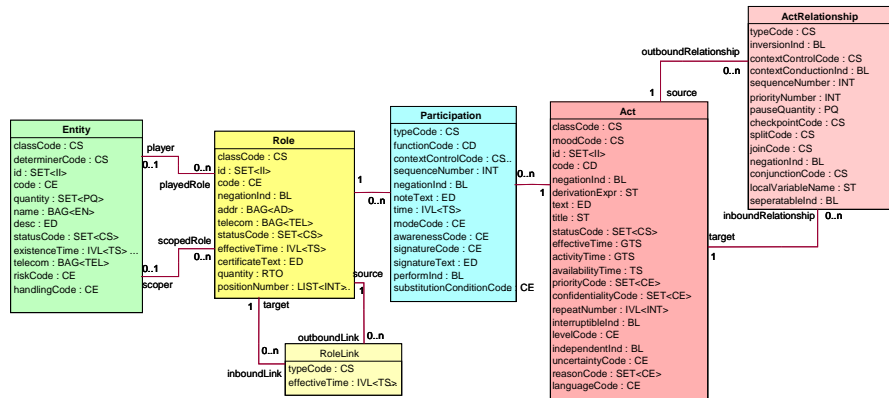 ActRelationship
typeCode : CS
inversionInd : BL
contextControlCode : CS
contextConductionInd : BL
sequenceNumber : INT
priorityNumber : INT
pauseQuantity : PQ
checkpointCode : CS
splitCode : CS
joinCode : CS
negationInd : BL
conjunctionCode : CS
localVariableName : ST
seperatableInd : BL
outboundRelationship
0..n
1
source
inboundRelationship
0..n
target
1
Entity
classCode : CS
determinerCode : CS
id : SET<II>
code : CE
quantity : SET<PQ>
name : BAG<EN>
desc : ED
statusCode : SET<CS>
existenceTime : IVL<TS> ...
telecom : BAG<TEL>
riskCode : CE
handlingCode : CE
player
0..1
0..n
playedRole
scopedRole
0..n
0..1
scoper
Role
classCode : CS
id : SET<II>
code : CE
negationInd : BL
addr : BAG<AD>
telecom : BAG<TEL>
statusCode : SET<CS>
effectiveTime : IVL<TS>
certificateText : ED
quantity : RTO
positionNumber : LIST<INT>..
1
0..n
source
1
target
1
outboundLink
0..n
0..n
inboundLink
RoleLink
typeCode : CS
effectiveTime : IVL<TS>
Participation
typeCode : CS
functionCode : CD
contextControlCode : CS..
sequenceNumber : INT
negationInd : BL
noteText : ED
time : IVL<TS>
modeCode : CE
awarenessCode : CE
signatureCode : CE
signatureText : ED
performInd : BL
substitutionConditionCode : CE
0..n
1
Act
classCode : CS
moodCode : CS
id : SET<II>
code : CD
negationInd : BL
derivationExpr : ST
text : ED
title : ST
statusCode : SET<CS>
effectiveTime : GTS
activityTime : GTS
availabilityTime : TS
priorityCode : SET<CE>
confidentialityCode : SET<CE>
repeatNumber : IVL<INT>
interruptibleInd : BL
levelCode : CE
independentInd : BL
uncertaintyCode : CE
reasonCode : SET<CE>
languageCode : CE